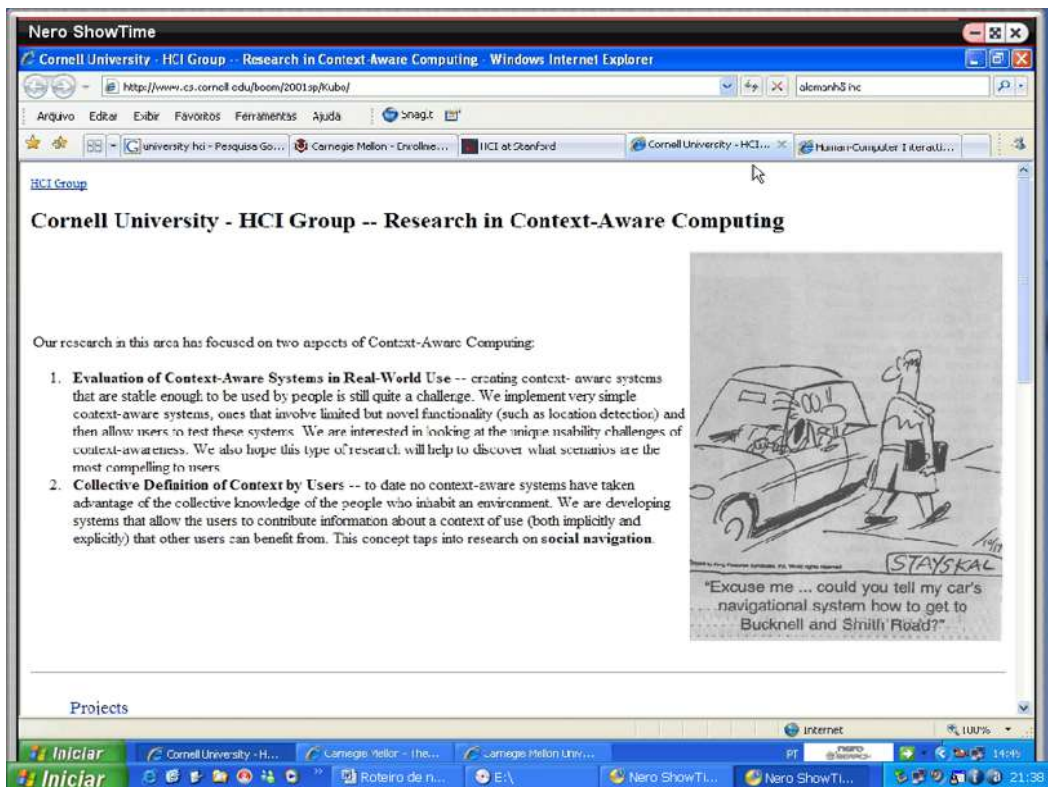 Nero ShowTime
Cornell University - HCI Group -- Research in Context-Aware Computing - Windows Internet Explorer
http://www.cs.cornell.edu/boom/2001sp/Kubo/
Arquivo Editar Exibir Favoritos Ferramentas Ajuda SnagIt
university hci - Pesquisa Go... Carnegie Mellon - Enrollme... HCI at Stanford Cornell University - HCI... Human-Computer Interacti...
HCI Group
Cornell University - HCI Group -- Research in Context-Aware Computing
Our research in this area has focused on two aspects of Context-Aware Computing:
1. Evaluation of Context-Aware Systems in Real-World Use -- creating context- aware systems
that are stable enough to be used by people is still quite a challenge. We implement very simple
context-aware systems, ones that involve limited but novel functionality (such as location detection) and
then allow users to test these systems. We are interested in looking at the unique usability challenges of
context-awareness. We also hope this type of research will help to discover what scenarios are the
most compelling to users.
2. Collective Definition of Context by Users -- to date no context-aware systems have taken
advantage of the collective knowledge of the people who inhabit an environment. We are developing
systems that allow the users to contribute information about a context of use (both implicitly and
explicitly) that other users can benefit from. This concept taps into research on social navigation.
STAYSKAL
"Excuse me ... could you tell my car's
navigational system how to get to
Bucknell and Smith Road?"
Projects
Internet 100%
Iniciar Cornell University - H... Carnegie Mellon - the... Carnegie Mellon Univ... PT nero 14:45
Iniciar Roteiro de n... E:\ Nero ShowTi... Nero ShowTi... 21:38